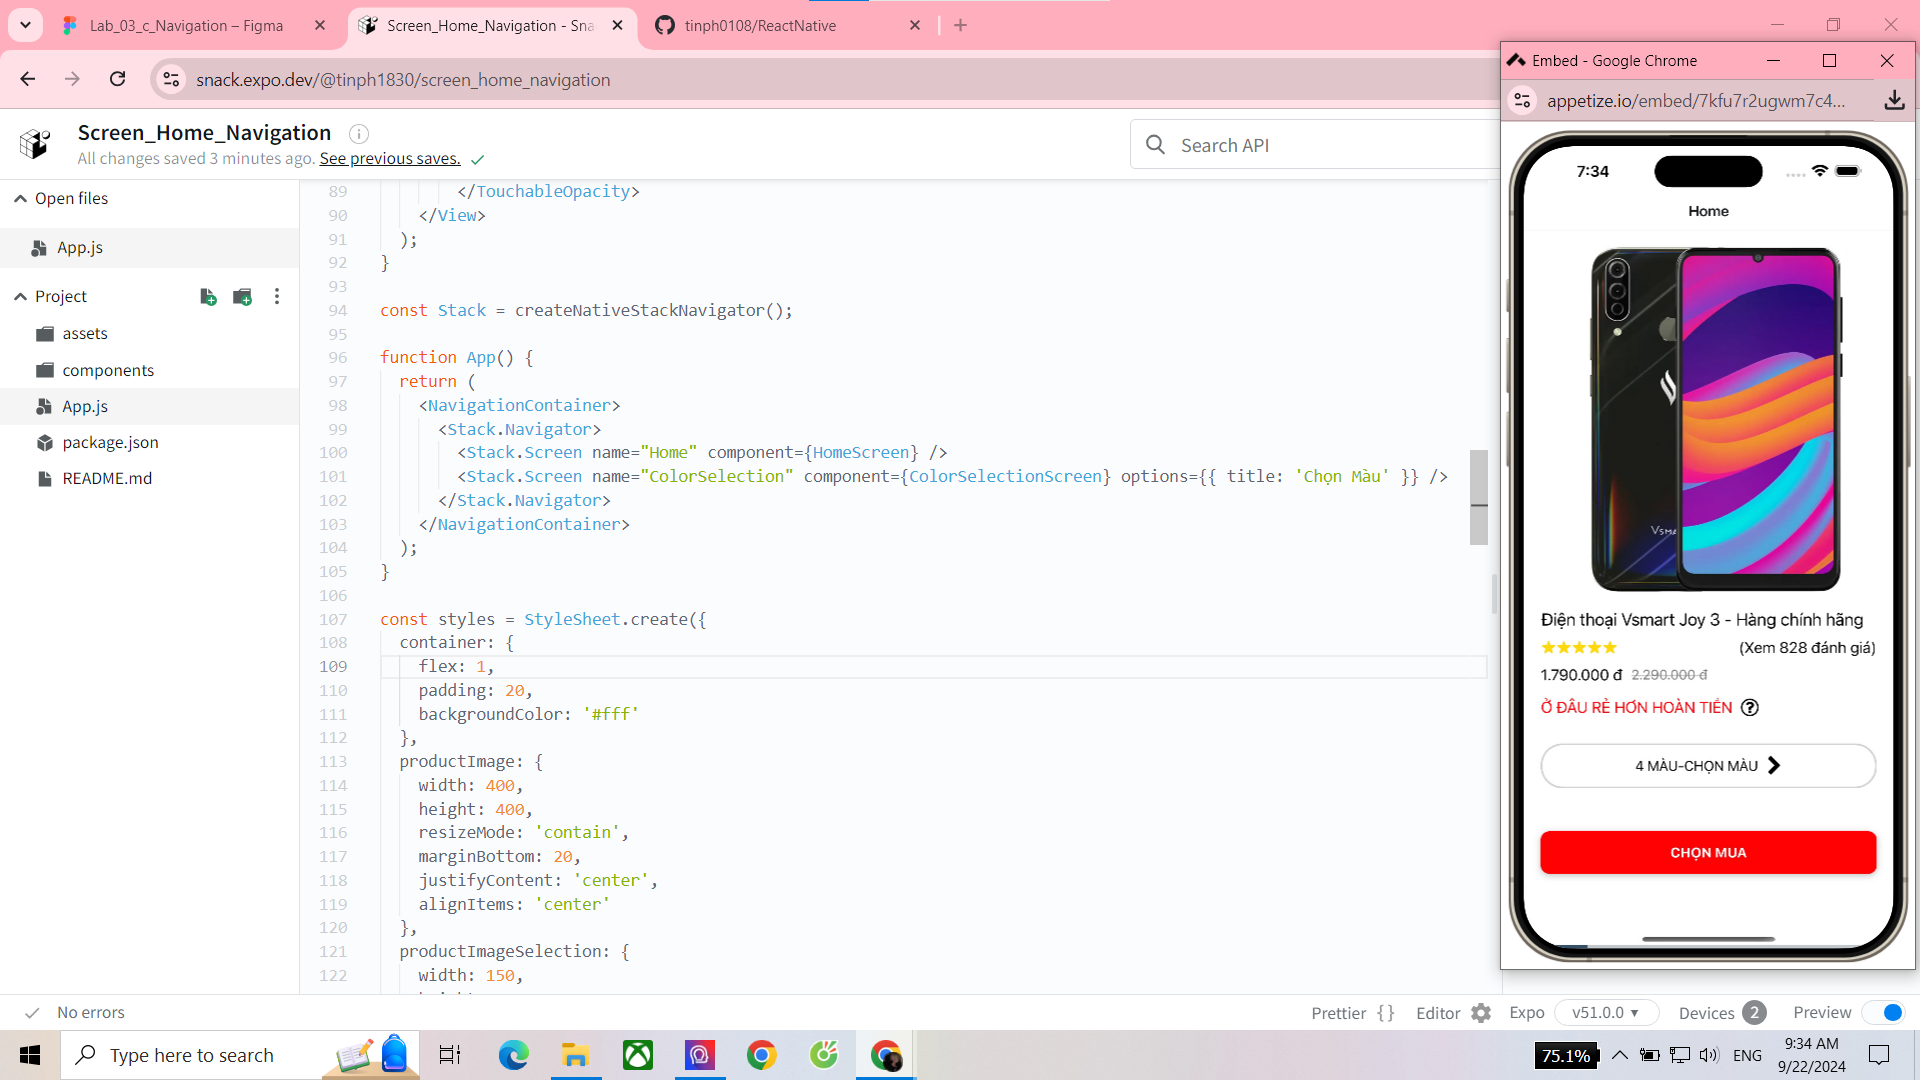 Lab_03_c_Navigation – Figma
Screen_Home_Navigation - Sna
tinph0108/ReactNative
snack.expo.dev/@tinph1830/screen_home_navigation
Screen_Home_Navigation
All changes saved 3 minutes ago. See previous saves.
Search API
Open files
App.js
Project
assets
components
App.js
package.json
README.md
89 </TouchableOpacity>
90 </View>
91 );
92 }
93
94 const Stack = createNativeStackNavigator();
95
96 function App() {
97 return (
98 <NavigationContainer>
99 <Stack.Navigator>
100 <Stack.Screen name="Home" component={HomeScreen} />
101 <Stack.Screen name="ColorSelection" component={ColorSelectionScreen} options={{ title: 'Chọn Màu' }} />
102 </Stack.Navigator>
103 </NavigationContainer>
104 );
105 }
106
107 const styles = StyleSheet.create({
108 container: {
109 flex: 1,
110 padding: 20,
111 backgroundColor: '#fff'
112 },
113 productImage: {
114 width: 400,
115 height: 400,
116 resizeMode: 'contain',
117 marginBottom: 20,
118 justifyContent: 'center',
119 alignItems: 'center'
120 },
121 productImageSelection: {
122 width: 150,
Embed - Google Chrome
appetize.io/embed/7kfu7r2ugwm7c4...
7:34
Home
Điện thoại Vsmart Joy 3 - Hàng chính hãng
(Xem 828 đánh giá)
1.790.000 đ 2.290.000 đ
Ở ĐÂU RẺ HƠN HOÀN TIỀN
4 MÀU-CHỌN MÀU
CHỌN MUA
No errors
Prettier {} Editor Expo v51.0.0 Devices 2 Preview
Type here to search
75.1%
ENG
9:34 AM
9/22/2024